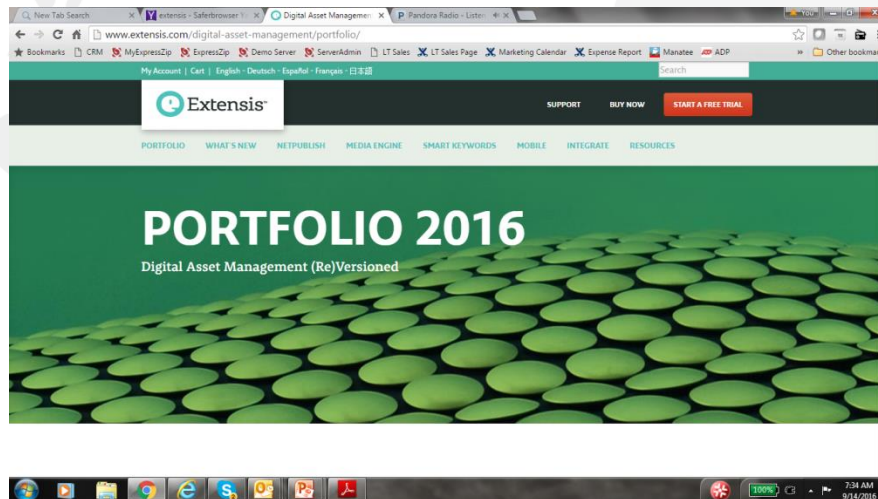 New Tab Search extensis - Saferbrowser Digital Asset Managemen Pandora Radio - Listen You
www.extensis.com/digital-asset-management/portfolio/
Bookmarks CRM MyExpressZip ExpressZip Demo Server ServerAdmin LT Sales LT Sales Page Marketing Calendar Expense Report Manatee ADP » Other bookma
My Account | Cart | English - Deutsch - Español - Français - 日本語 Search
Extensis
SUPPORT BUY NOW START A FREE TRIAL
PORTFOLIO WHAT'S NEW NETPUBLISH MEDIA ENGINE SMART KEYWORDS MOBILE INTEGRATE RESOURCES
PORTFOLIO 2016
Digital Asset Management (Re)Versioned
100% 7:34 AM
9/14/2016